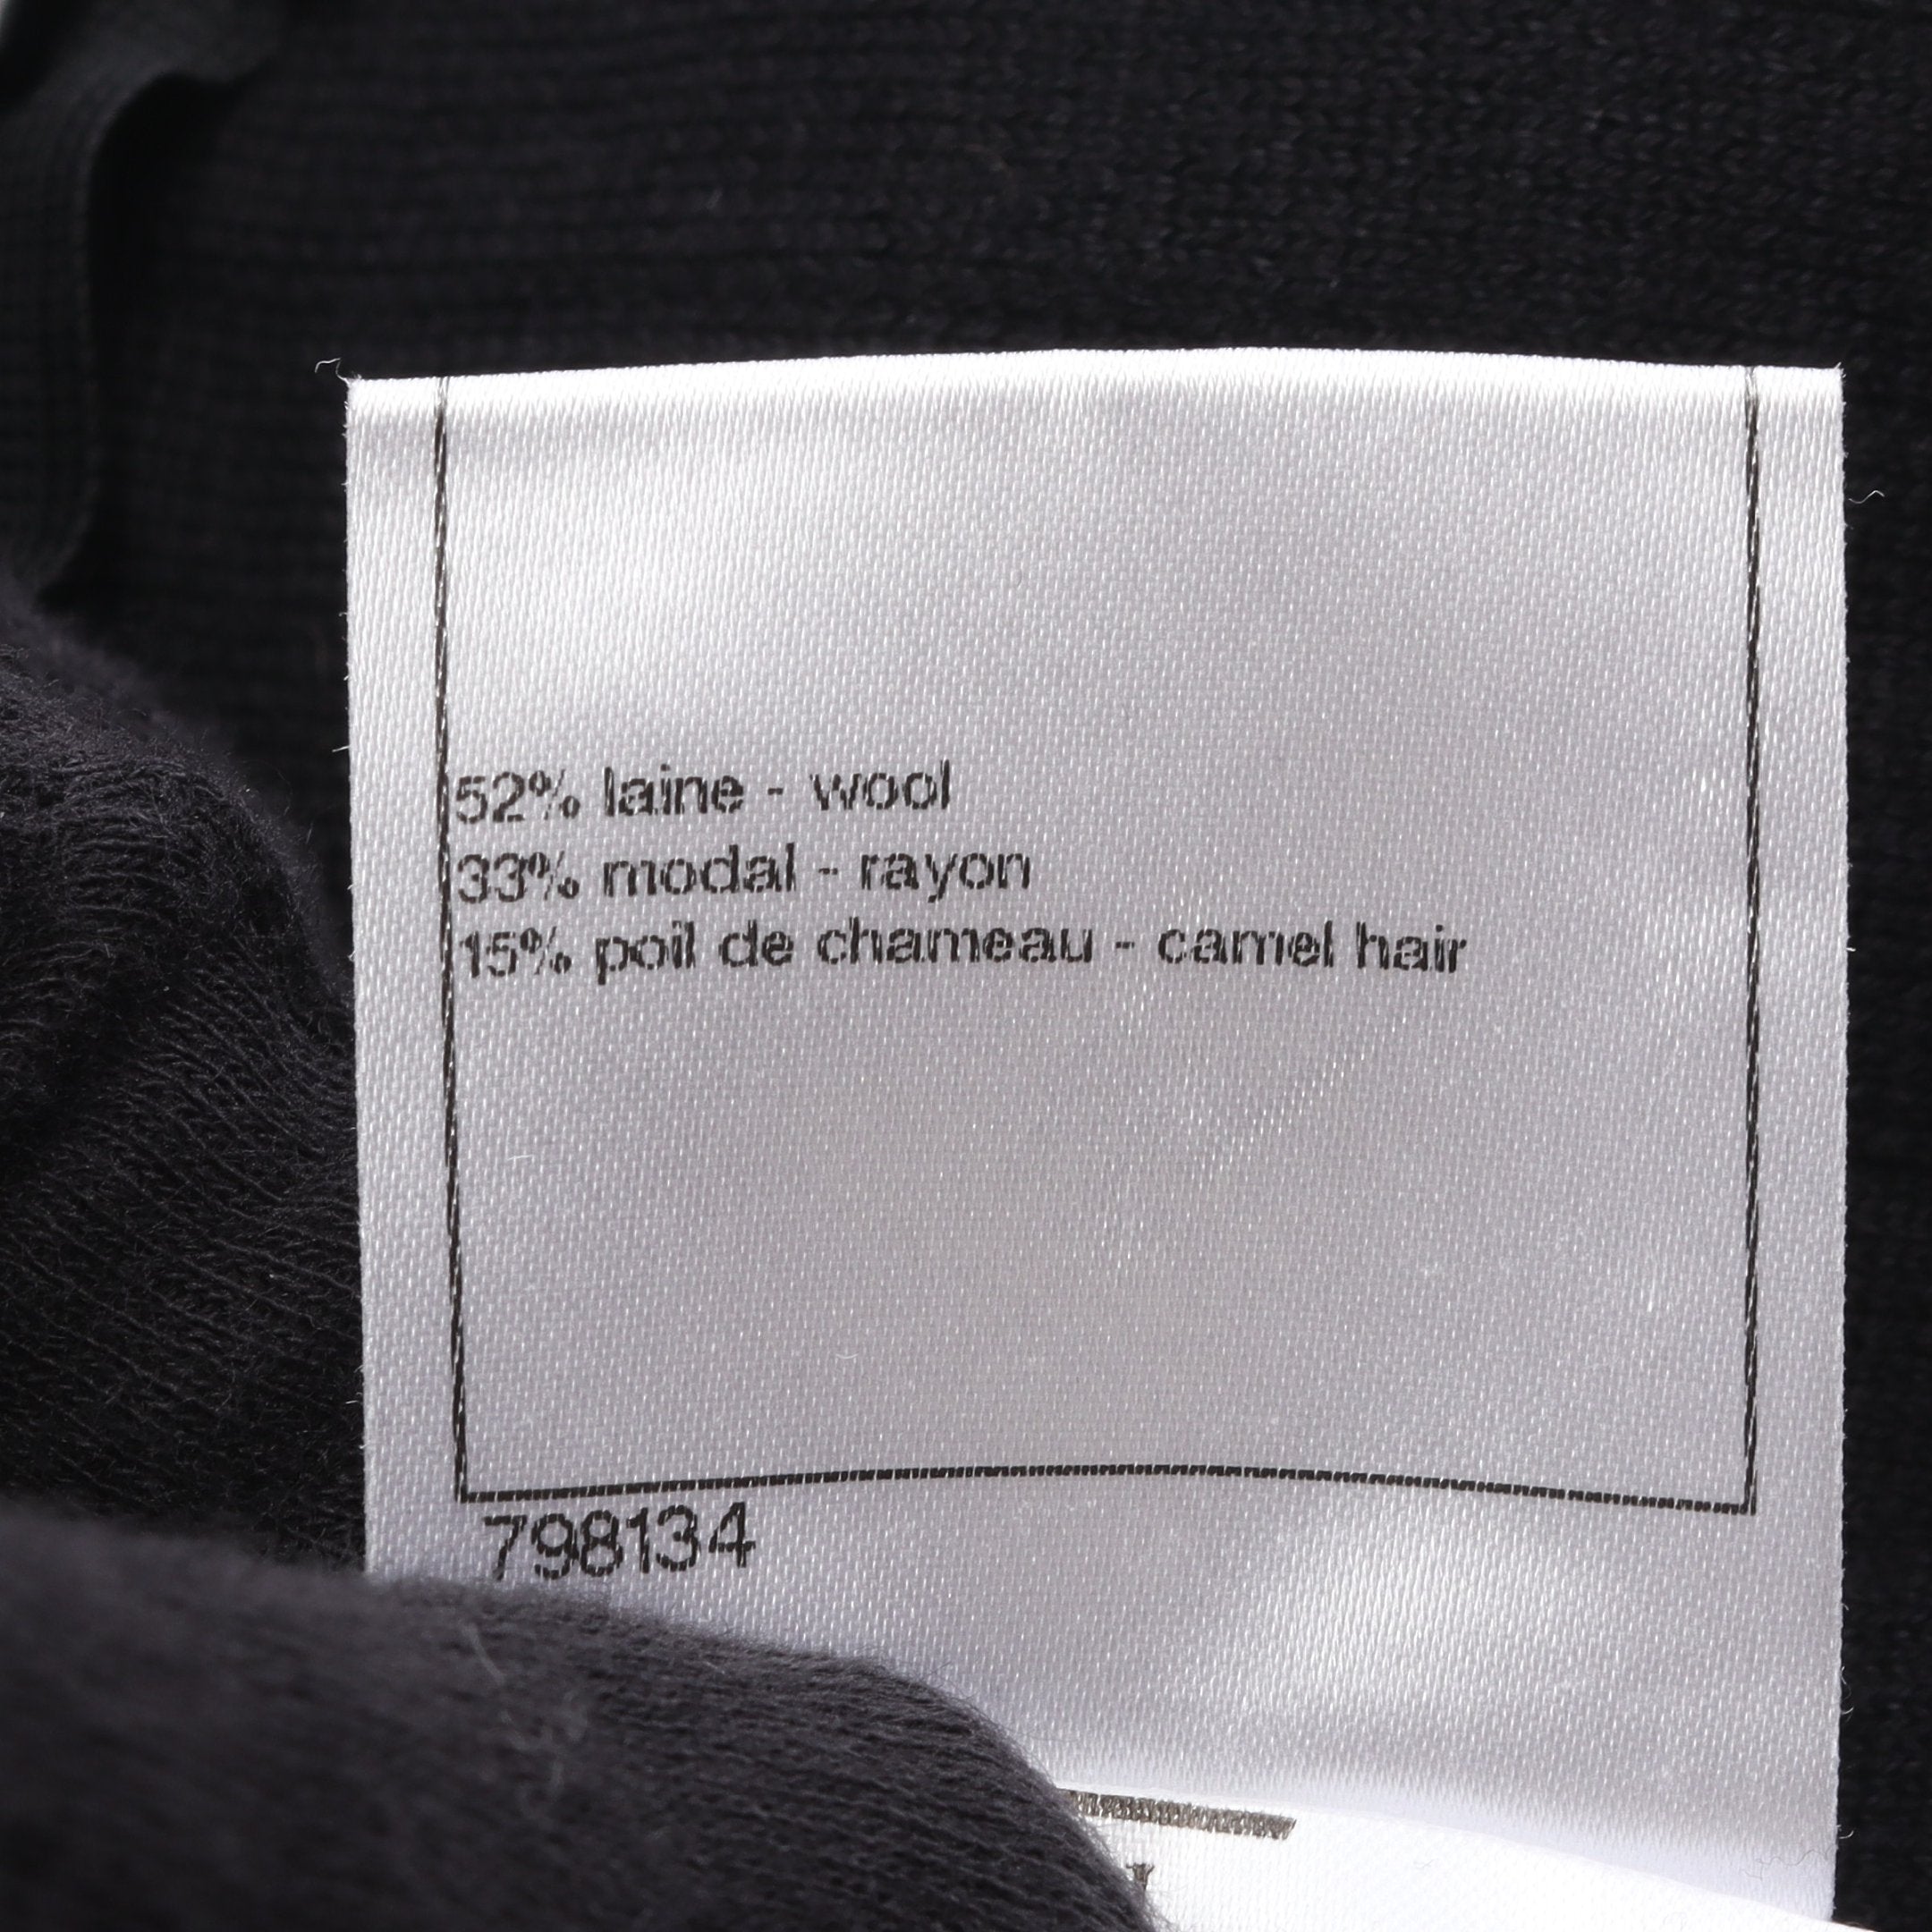 52% laine - wool
33% modal - rayon
15% poil de chameau - camel hair
798134